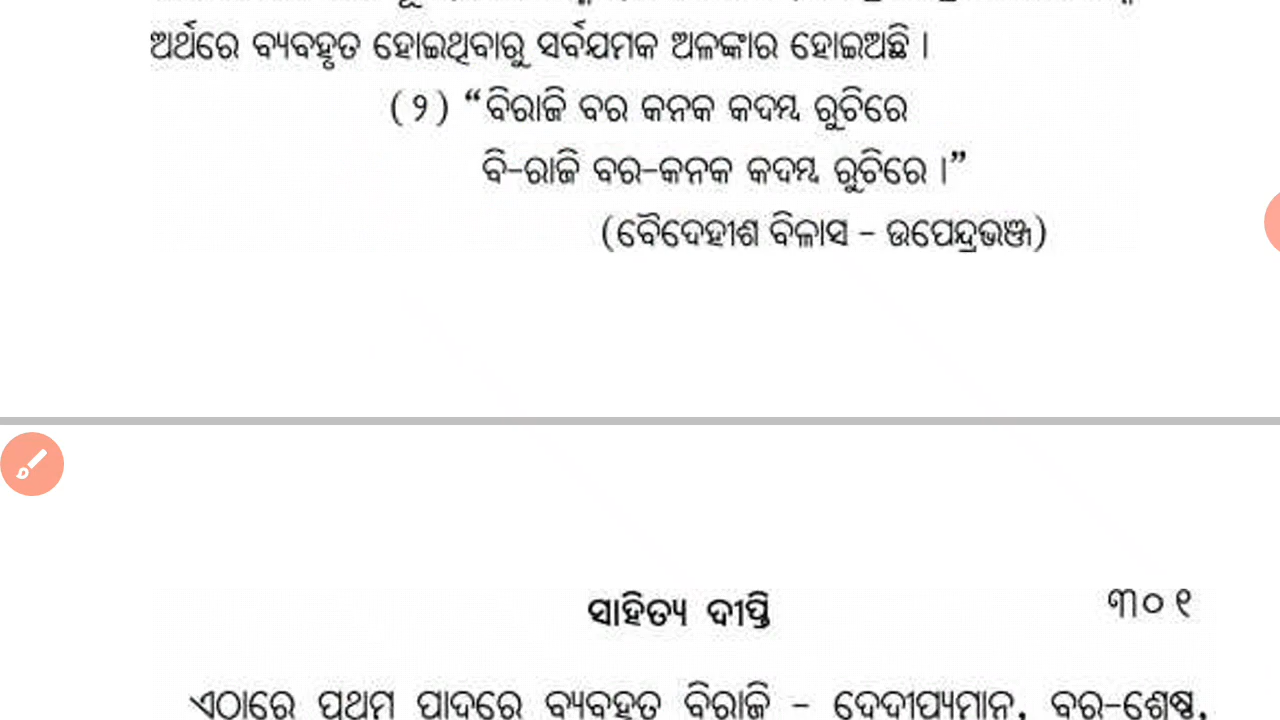 ଅର୍ଥରେ ବ୍ୟବହୃତ ହୋଇଥିବାରୁ ସର୍ବଯମକ ଅଳଙ୍କାର ହୋଇଅଛି ।
(୨) “ବିରାଜି ବର କନକ କଦମ୍ବ ରୁଚିରେ
ବି-ରାଜି ବର-କନକ କଦମ୍ବ ରୁଚିରେ ।”
(ବୈଦେହୀଶ ବିଳାସ - ଉପେନ୍ଦ୍ରଭଞ୍ଜ)
ସାହିତ୍ୟ ଦୀପ୍ତି ୩୦୧
ଏଠାରେ ପ୍ରଥମ ପାଦରେ ବ୍ୟବହୃତ ବିରାଜି - ଦେଦୀପ୍ୟମାନ, ବର-ଶ୍ରେଷ୍ଠ,